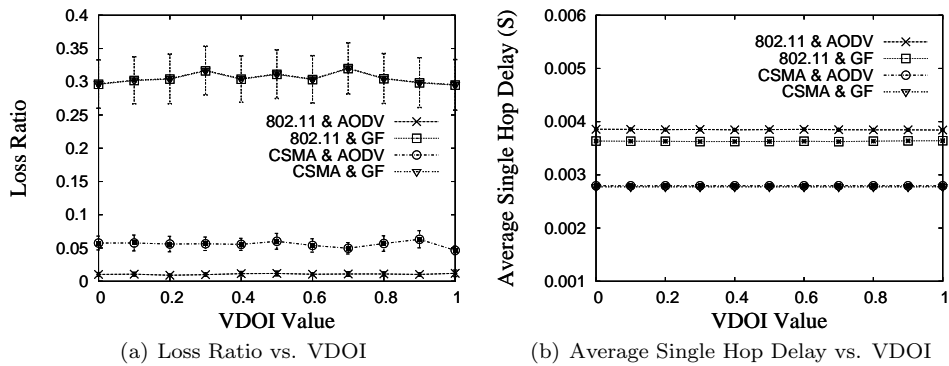 0.4
0.35
0.3
0.25
0.2
0.15
0.1
0.05
0
Loss Ratio
802.11 & AODV
802.11 & GF
CSMA & AODV
CSMA & GF
0 0.2 0.4 0.6 0.8 1
VDOI Value
(a) Loss Ratio vs. VDOI
0.006
0.005
0.004
0.003
0.002
0.001
Average Single Hop Delay (S)
802.11 & AODV
802.11 & GF
CSMA & AODV
CSMA & GF
0 0.2 0.4 0.6 0.8 1
VDOI Value
(b) Average Single Hop Delay vs. VDOI